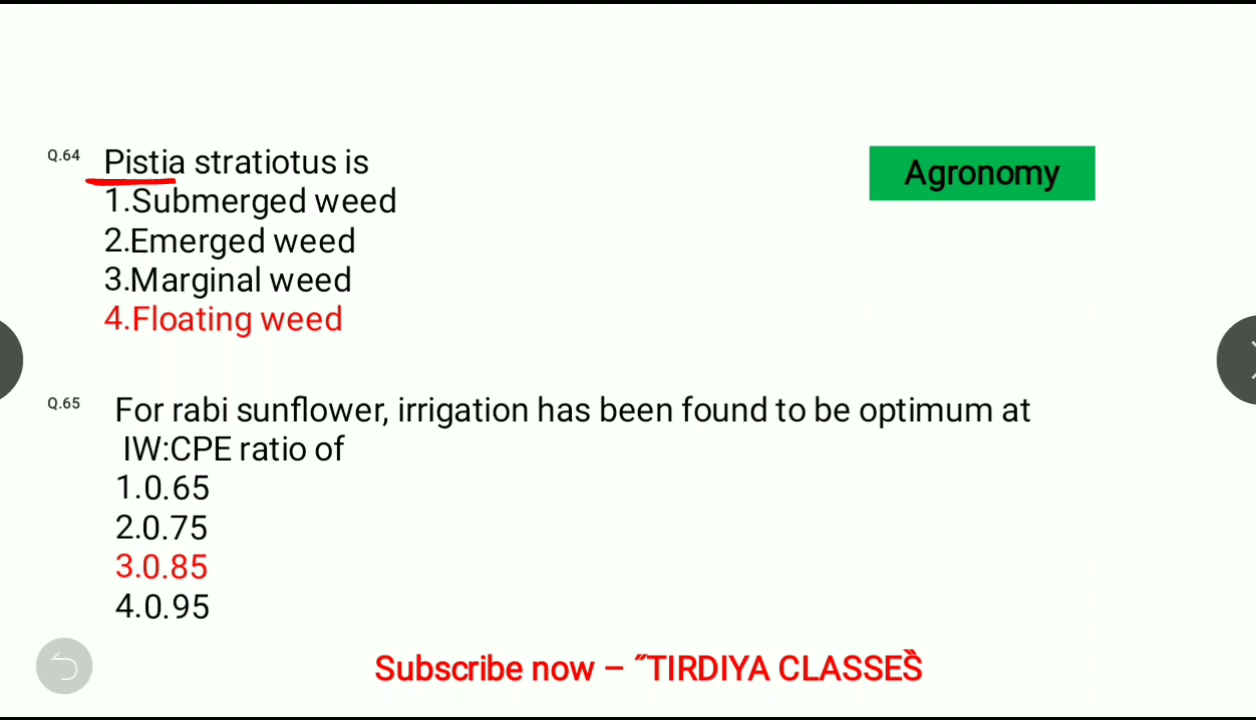 Q.64 Pistia stratiotus is
Agronomy
1.Submerged weed
2.Emerged weed
3.Marginal weed
4.Floating weed
Q.65 For rabi sunflower, irrigation has been found to be optimum at
IW:CPE ratio of
1.0.65
2.0.75
3.0.85
4.0.95
Subscribe now – ˝TIRDIYA CLASSES̏